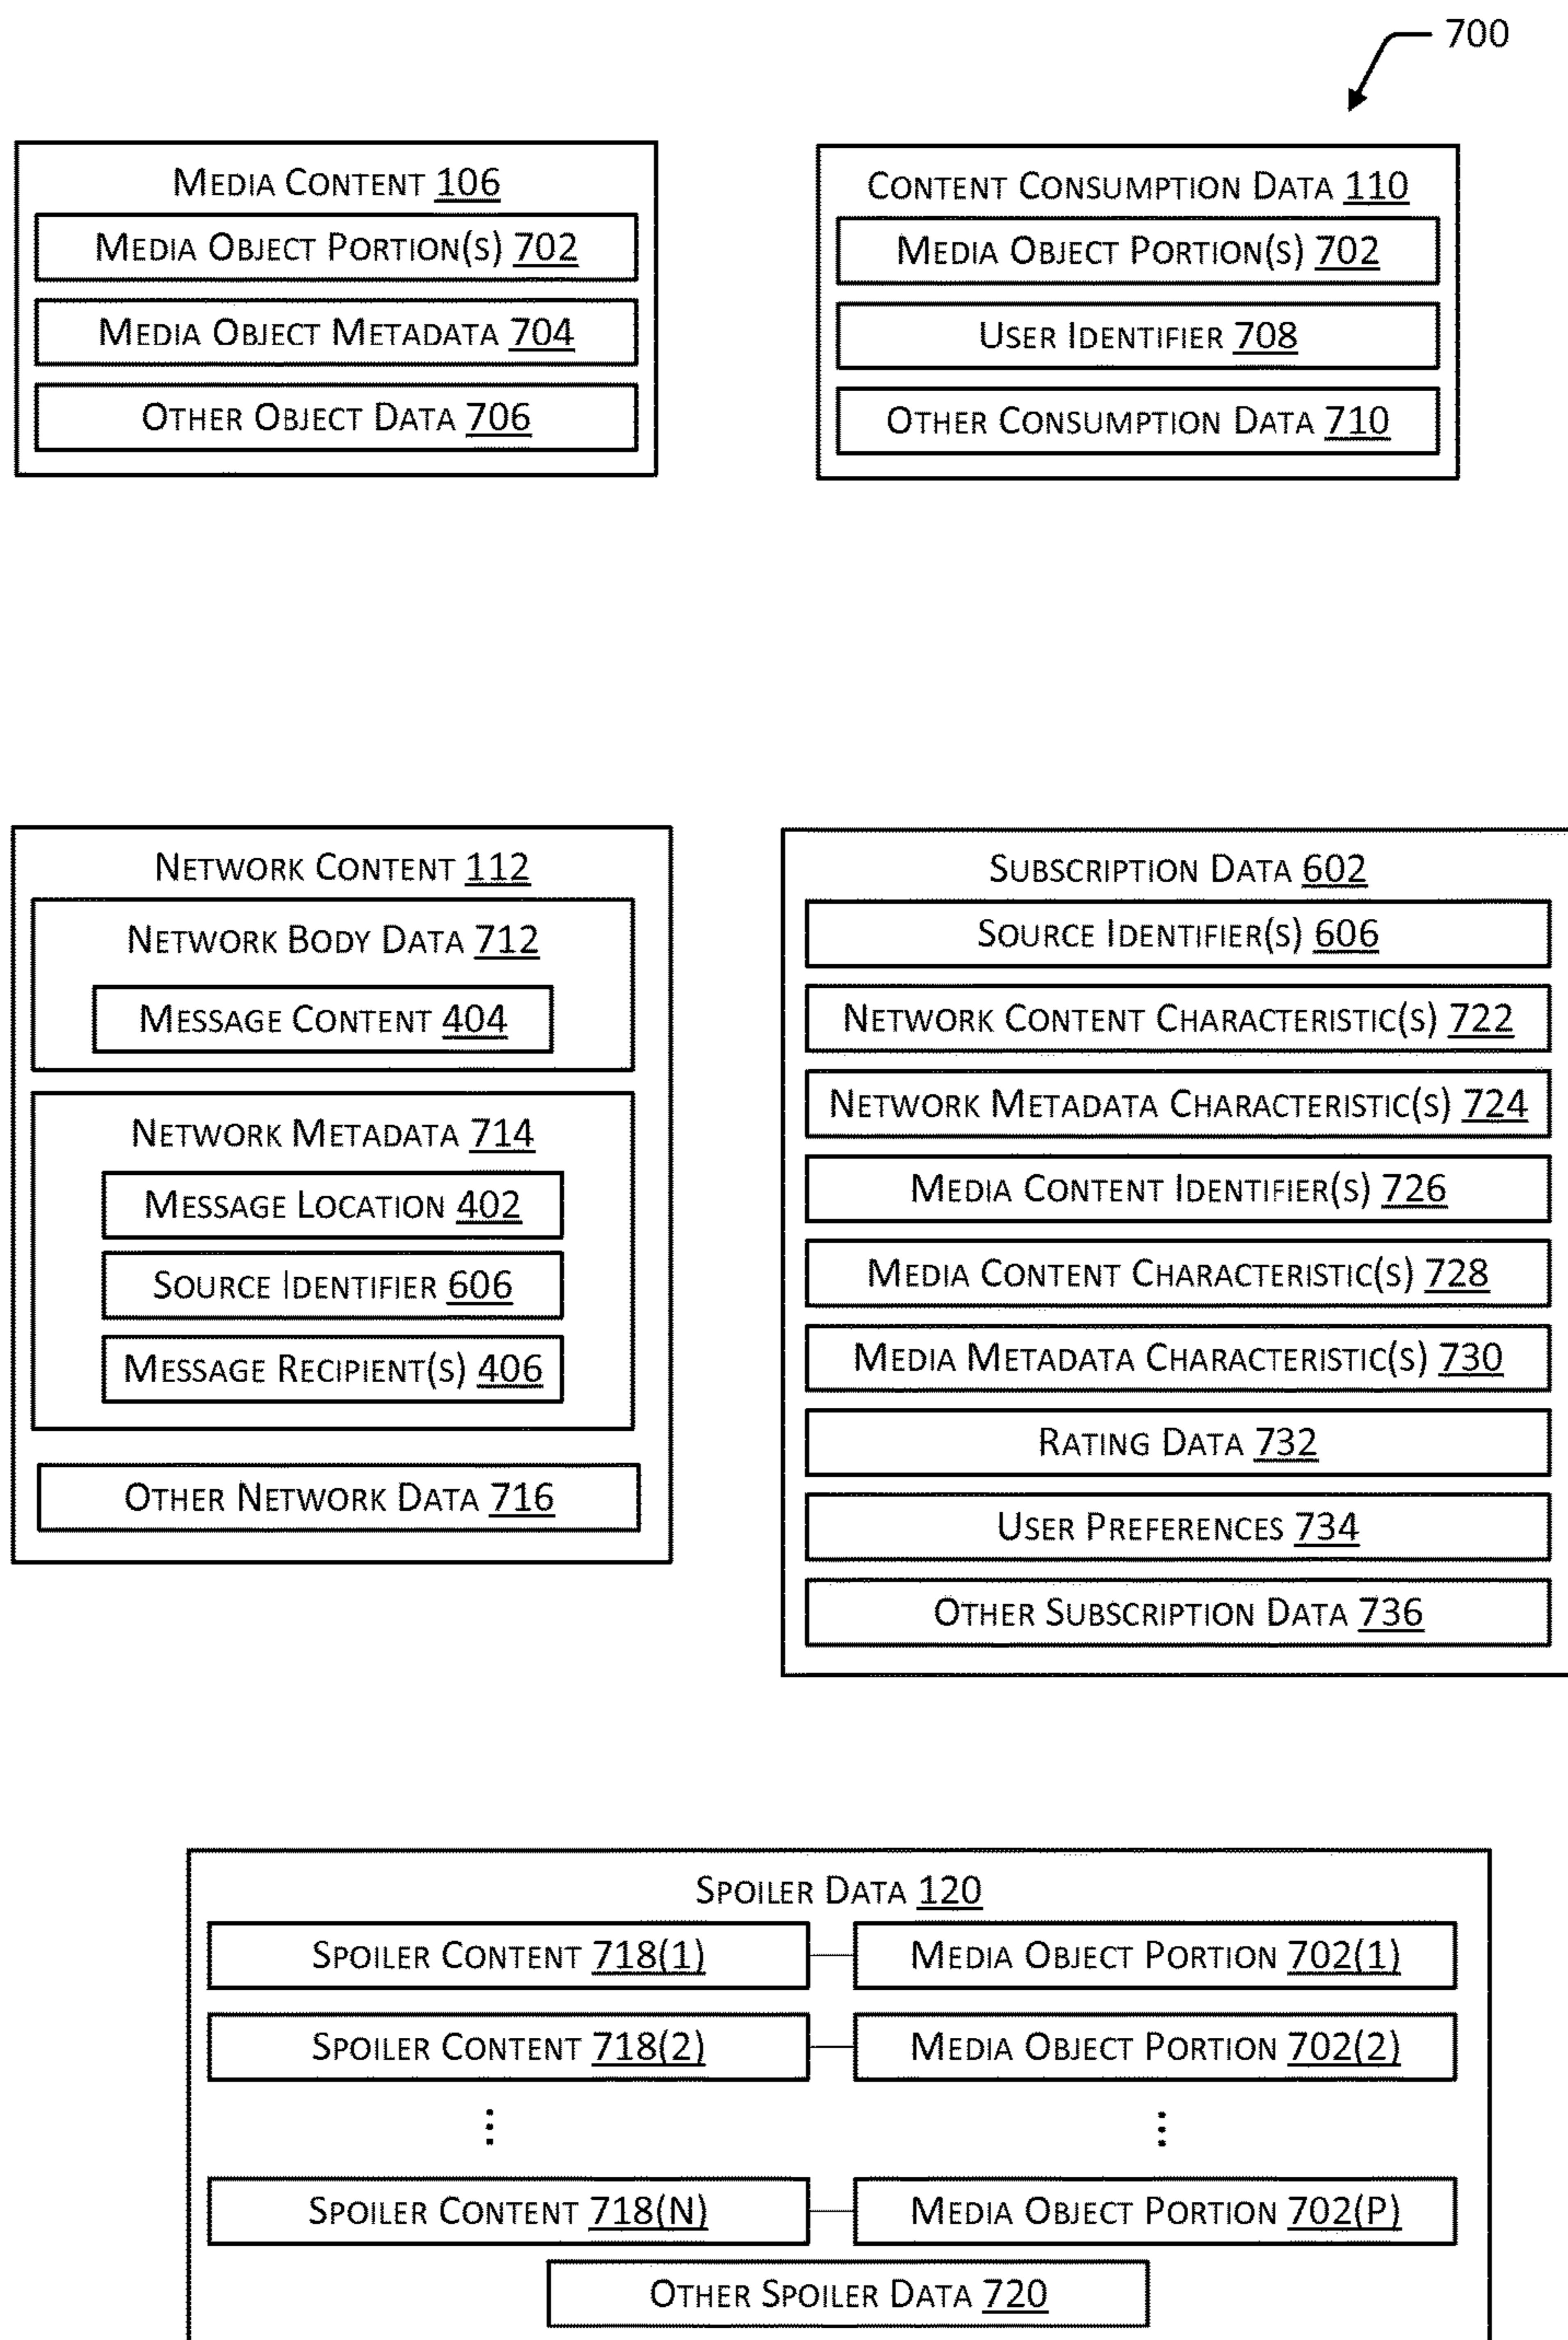 700
Media Content 106
Media Object Portion(s) 702
Media Object Metadata 704
Other Object Data 706
Content Consumption Data 110
Media Object Portion(s) 702
User Identifier 708
Other Consumption Data 710
Network Content 112
Network Body Data 712
Message Content 404
Network Metadata 714
Message Location 402
Source Identifier 606
Message Recipient(s) 406
Other Network Data 716
Subscription Data 602
Source Identifier(s) 606
Network Content Characteristic(s) 722
Network Metadata Characteristic(s) 724
Media Content Identifier(s) 726
Media Content Characteristic(s) 728
Media Metadata Characteristic(s) 730
Rating Data 732
User Preferences 734
Other Subscription Data 736
Spoiler Data 120
Spoiler Content 718(1)
Media Object Portion 702(1)
Spoiler Content 718(2)
Media Object Portion 702(2)
⋮
⋮
Spoiler Content 718(N)
Media Object Portion 702(P)
Other Spoiler Data 720